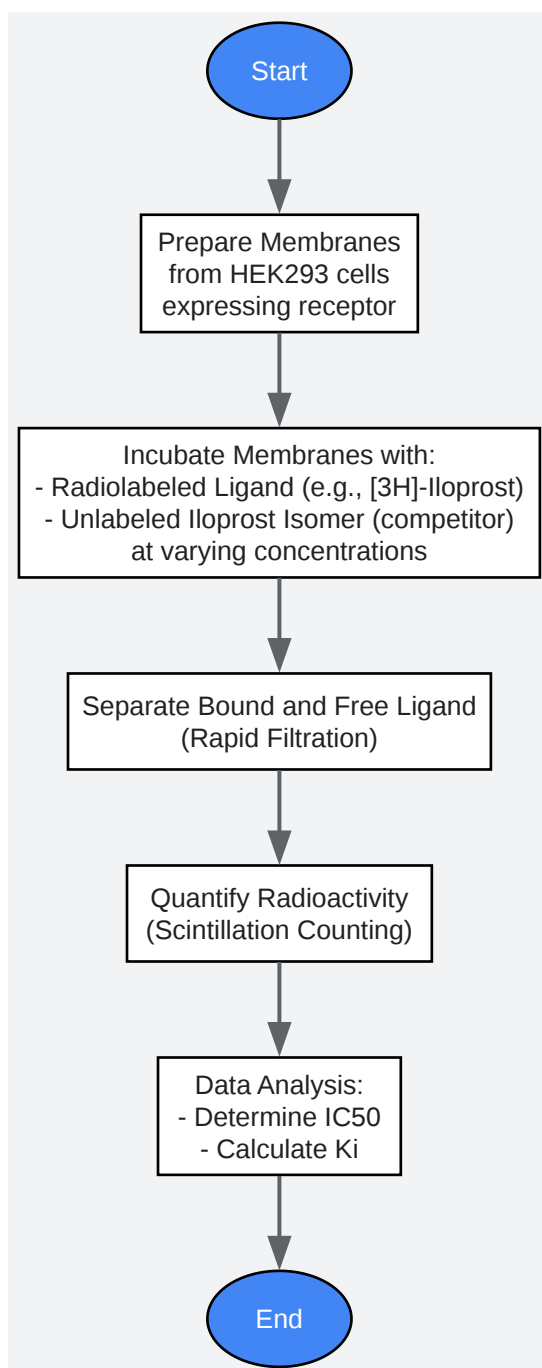 Start
Prepare Membranes
from HEK293 cells
expressing receptor
Incubate Membranes with:
- Radiolabeled Ligand (e.g., [3H]-Iloprost)
- Unlabeled Iloprost Isomer (competitor)
at varying concentrations
Separate Bound and Free Ligand
(Rapid Filtration)
Quantify Radioactivity
(Scintillation Counting)
Data Analysis:
- Determine IC50
- Calculate Ki
End